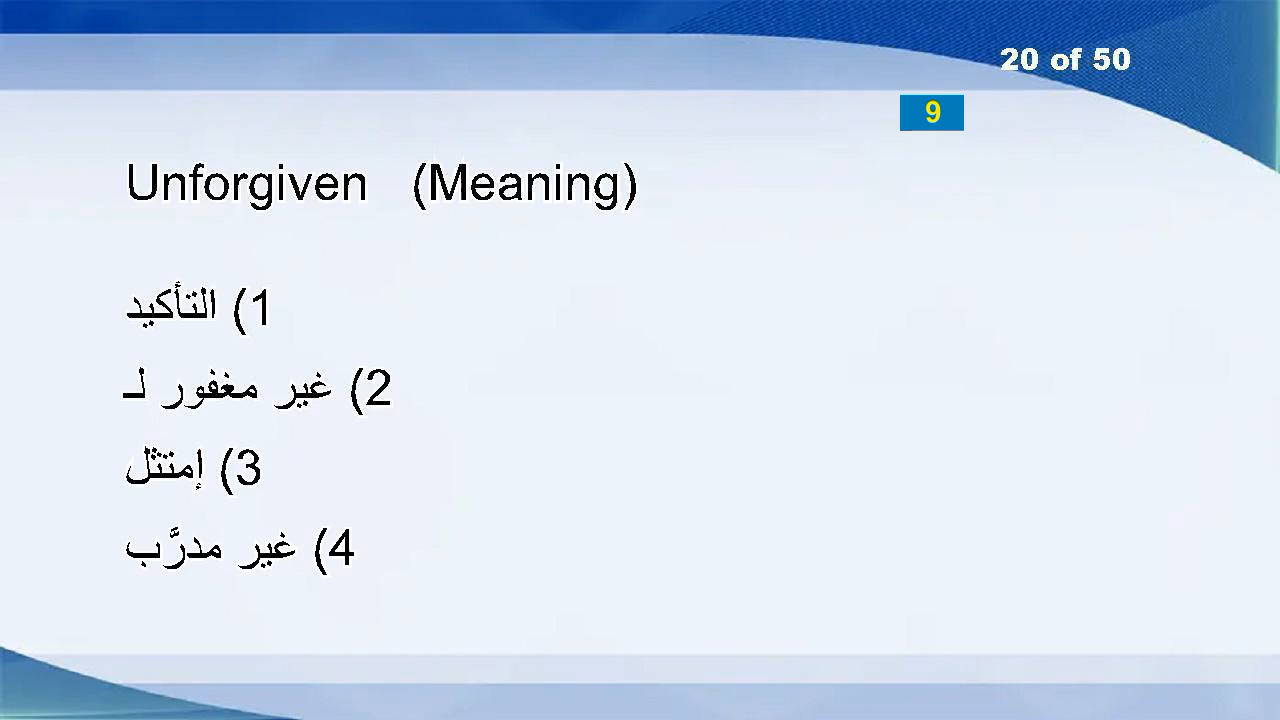 20 of 50
9
Unforgiven (Meaning)
1) التأكيد
2) غير مغفور لـ
3) إمتثل
4) غير مدرَّب